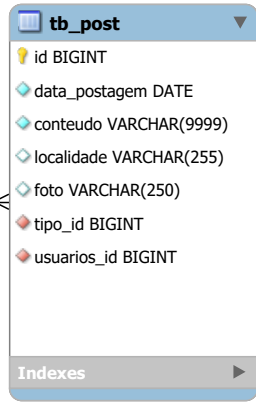 tb_post
id BIGINT
data_postagem DATE
conteudo VARCHAR(9999)
localidade VARCHAR(255)
foto VARCHAR(250)
tipo_id BIGINT
usuarios_id BIGINT
Indexes